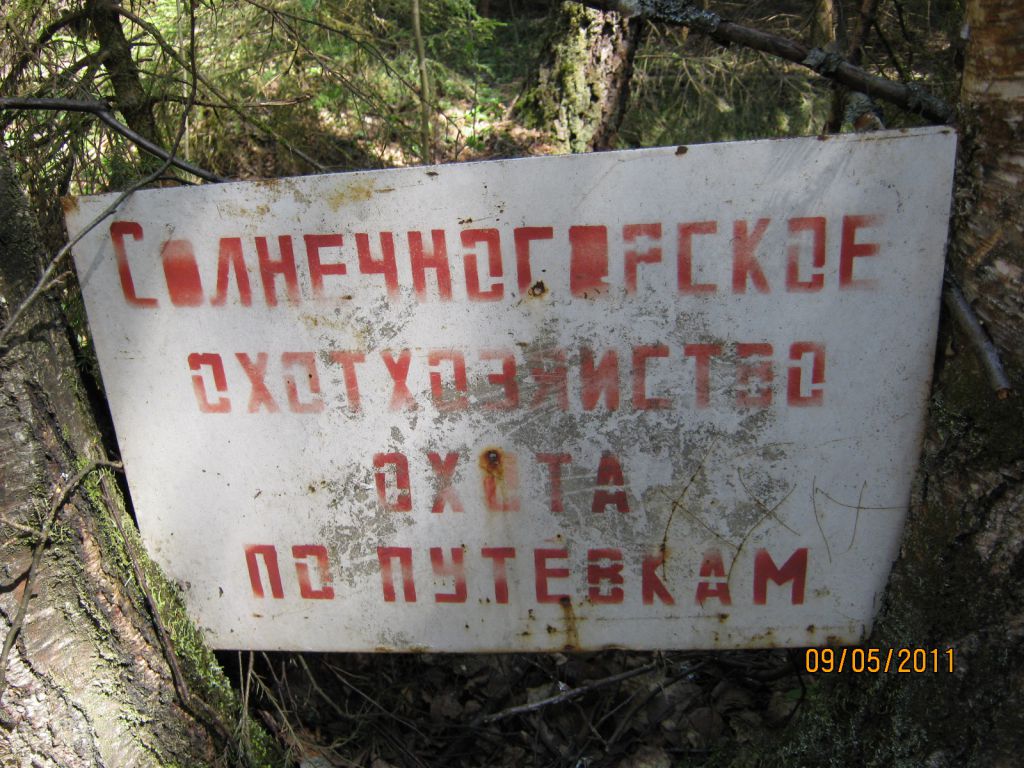 Солнечногорское
охотхозяйство
охота
по путевкам
09/05/2011